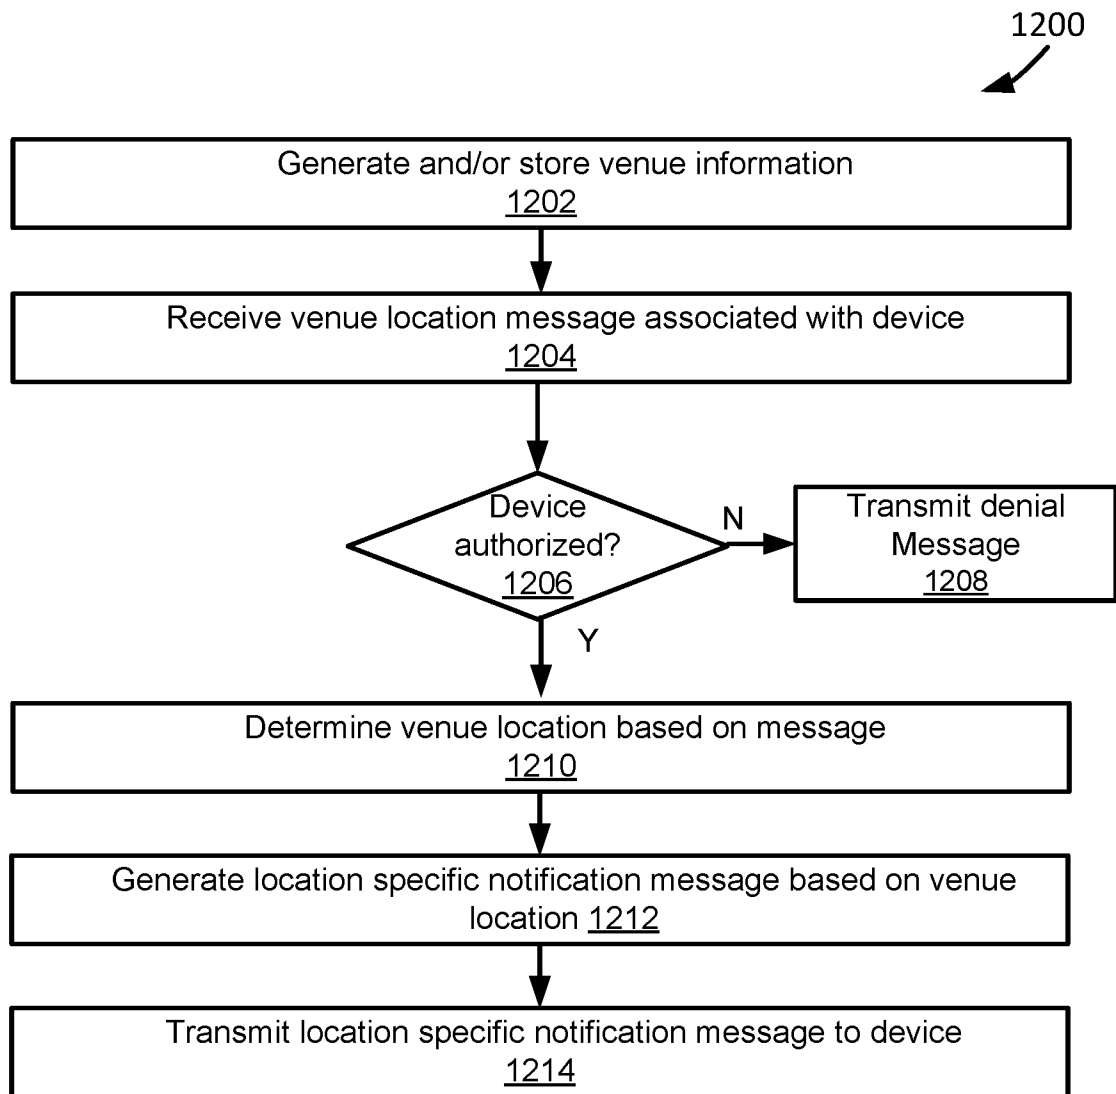 1200
Generate and/or store venue information
1202
Receive venue location message associated with device
1204
Device
authorized?
1206
N
Transmit denial
Message
1208
Y
Determine venue location based on message
1210
Generate location specific notification message based on venue
location 1212
Transmit location specific notification message to device
1214